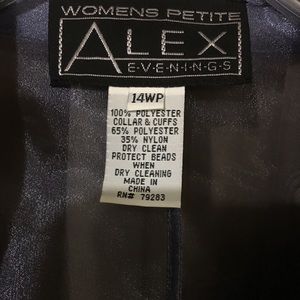 WOMENS PETITE
ALEX
E·V·E·N·I·N·G·S
14WP
100% POLYESTER
COLLAR & CUFFS
65% POLYESTER
35% NYLON
DRY CLEAN
PROTECT BEADS
WHEN
DRY CLEANING
MADE IN
CHINA
RN# 79283